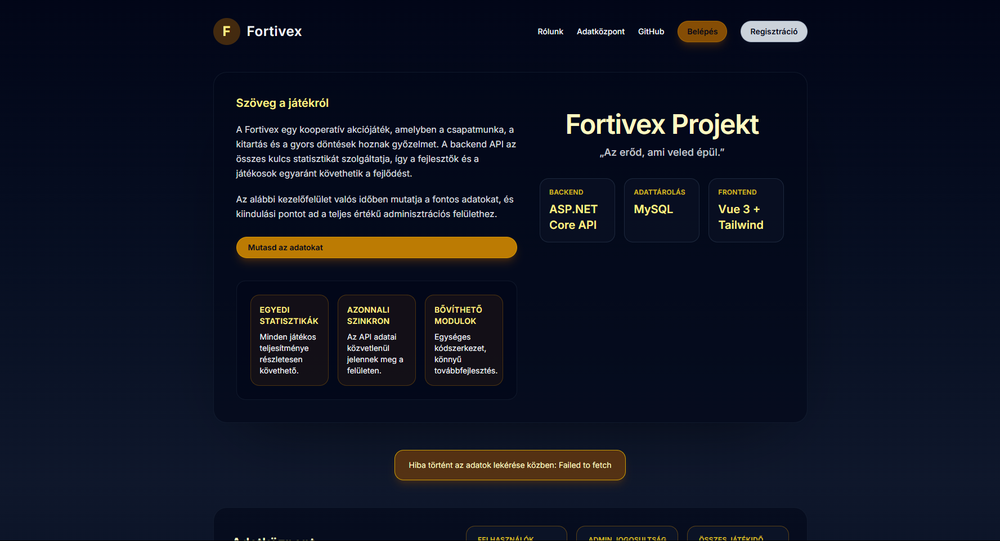 F Fortivex
Rólunk Adatközpont GitHub Belépés Regisztráció
Szöveg a játékról
A Fortivex egy kooperatív akciójáték, amelyben a csapatmunka, a
kitartás és a gyors döntések hoznak győzelmet. A backend API az
összes kulcs statisztikát szolgáltatja, így a fejlesztők és a
játékosok egyaránt követhetik a fejlődést.
Az alábbi kezelőfelület valós időben mutatja a fontos adatokat, és
kiindulási pontot ad a teljes értékű adminisztrációs felülethez.
Mutasd az adatokat
EGYEDI
STATISZTIKÁK
Minden játékos
teljesítménye
részletesen
követhető.
AZONNALI
SZINKRON
Az API adatai
közvetlenül
jelennek meg a
felületen.
BŐVÍTHETŐ
MODULOK
Egységes
kódszerkezet,
könnyű
továbbfejlesztés.
Fortivex Projekt
„Az erőd, ami veled épül.”
BACKEND
ASP.NET
Core API
ADATTÁROLÁS
MySQL
FRONTEND
Vue 3 +
Tailwind
Hiba történt az adatok lekérése közben: Failed to fetch
Adatközpont
FELHASZNÁLÓK
ADMIN JOGOSULTSÁG
ÖSSZES JÁTÉKIDŐ